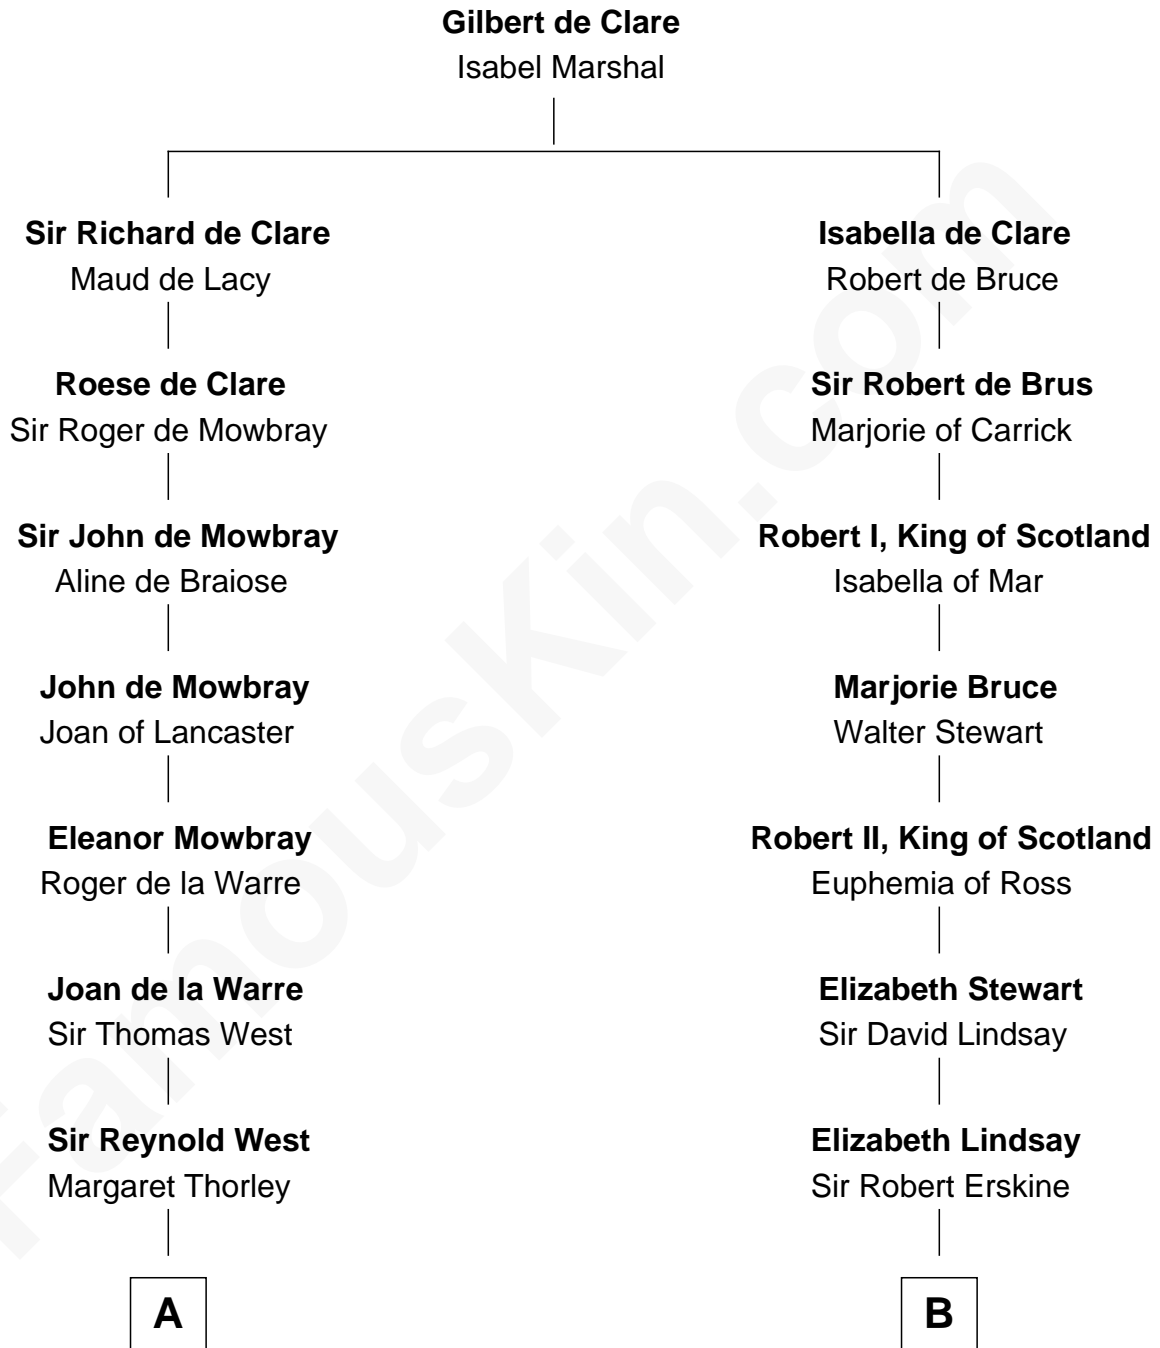 Gilbert de Clare
Isabel Marshal
Sir Richard de Clare
Maud de Lacy
Isabella de Clare
Robert de Bruce
Roese de Clare
Sir Roger de Mowbray
Sir Robert de Brus
Marjorie of Carrick
Sir John de Mowbray
Aline de Braiose
Robert I, King of Scotland
Isabella of Mar
John de Mowbray
Joan of Lancaster
Marjorie Bruce
Walter Stewart
Eleanor Mowbray
Roger de la Warre
Robert II, King of Scotland
Euphemia of Ross
Joan de la Warre
Sir Thomas West
Elizabeth Stewart
Sir David Lindsay
Sir Reynold West
Margaret Thorley
Elizabeth Lindsay
Sir Robert Erskine
A
B
FamousKin.com